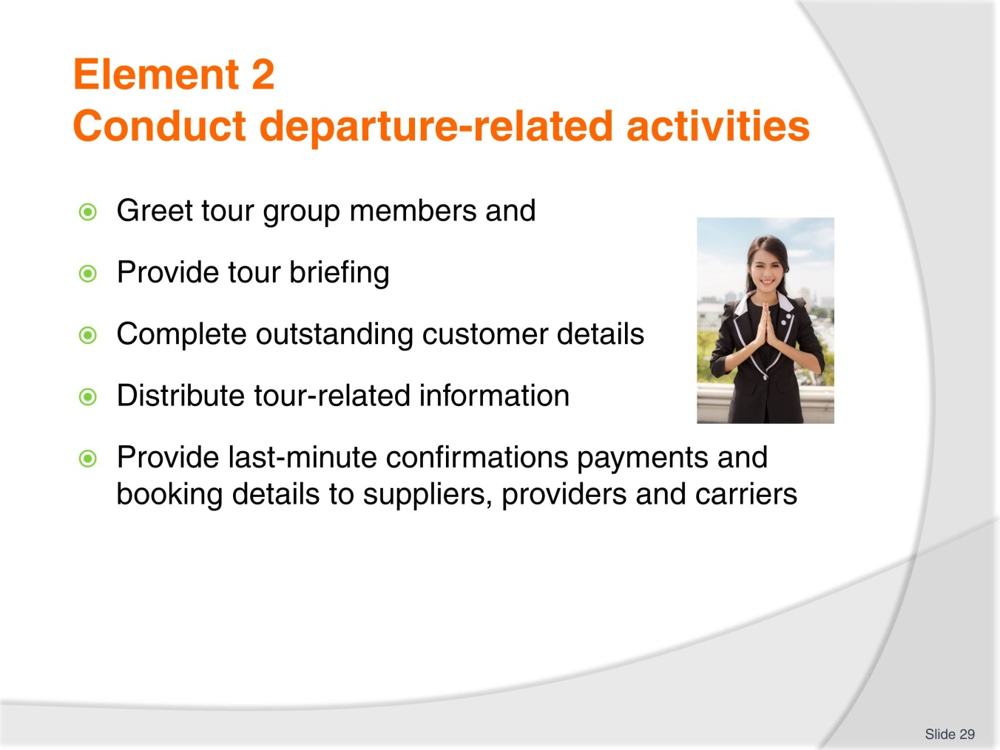 Element 2
Conduct departure-related activities
Greet tour group members and
Provide tour briefing
Complete outstanding customer details
Distribute tour-related information
Provide last-minute confirmations payments and
booking details to suppliers, providers and carriers
Slide 29